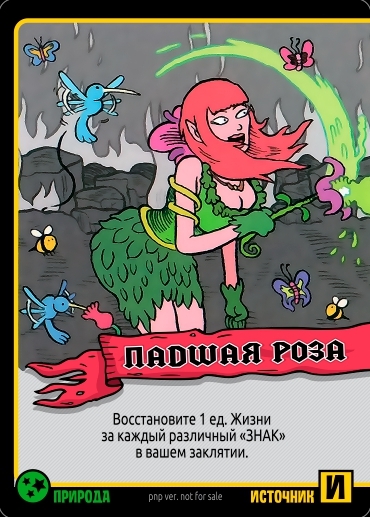 ПАДШАЯ РОЗА
Восстановите 1 ед. Жизни
за каждый различный «ЗНАК»
в вашем заклятии.
ПРИРОДА
pnp ver. not for sale
ИСТОЧНИК И